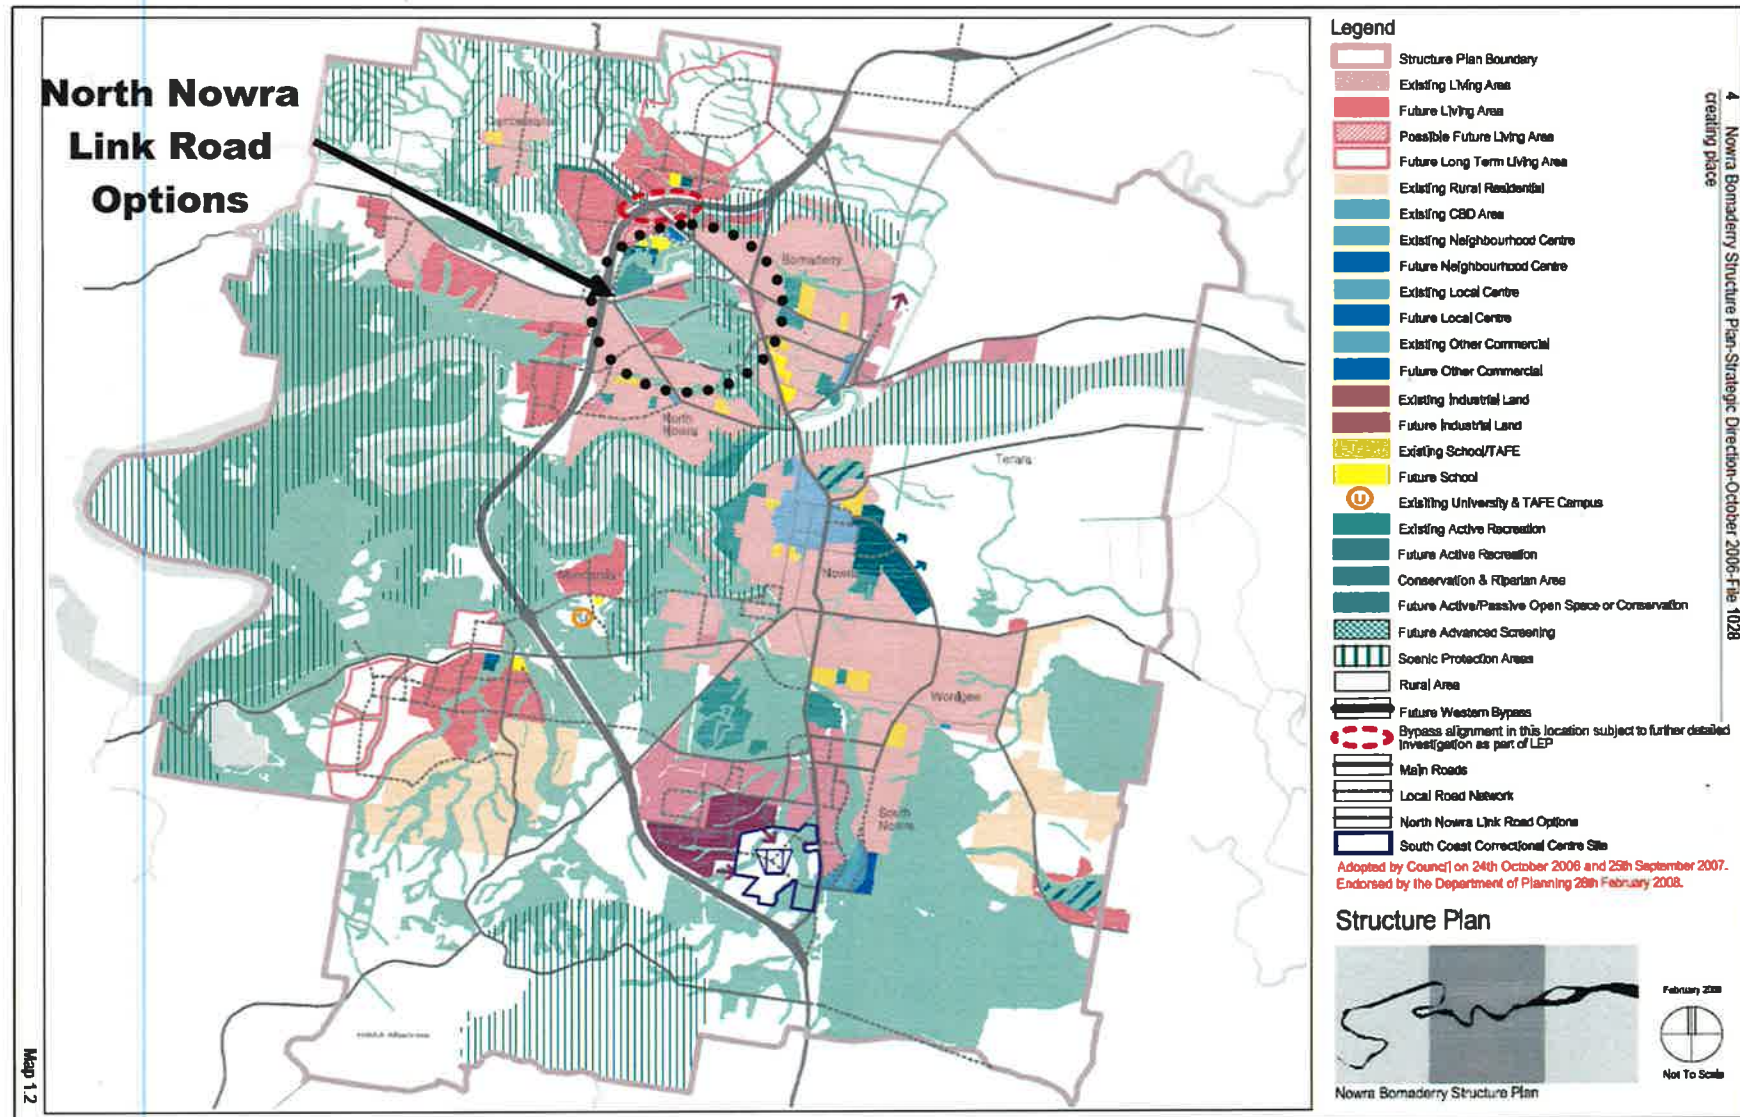 North Nowra
Link Road
Options
Bomaderry
North
Nowra
Terara
Nowra
Worrigee
South
Nowra
Map 1.2
Legend
Structure Plan Boundary
Existing Living Area
Future Living Area
Possible Future Living Area
Future Long Term Living Area
Existing Rural Residential
Existing CBD Area
Existing Neighbourhood Centre
Future Neighbourhood Centre
Existing Local Centre
Future Local Centre
Existing Other Commercial
Future Other Commercial
Existing Industrial Land
Future Industrial Land
Existing School/TAFE
Future School
U
Exisiting University & TAFE Campus
Existing Active Recreation
Future Active Recreation
Conservation & Riparian Area
Future Active/Passive Open Space or Conservation
Future Advanced Screening
Scenic Protection Areas
Rural Area
Future Western Bypass
Bypass alignment in this location subject to further detailed
investigation as part of LEP
Main Roads
Local Road Network
North Nowra Link Road Options
South Coast Correctional Centre Site
Adopted by Council on 24th October 2006 and 25th September 2007.
Endorsed by the Department of Planning 28th February 2008.
Structure Plan
February 2008
Not To Scale
Nowra Bomaderry Structure Plan
4 Nowra Bomaderry Structure Plan-Strategic Direction-October 2006-File 1028
creating place